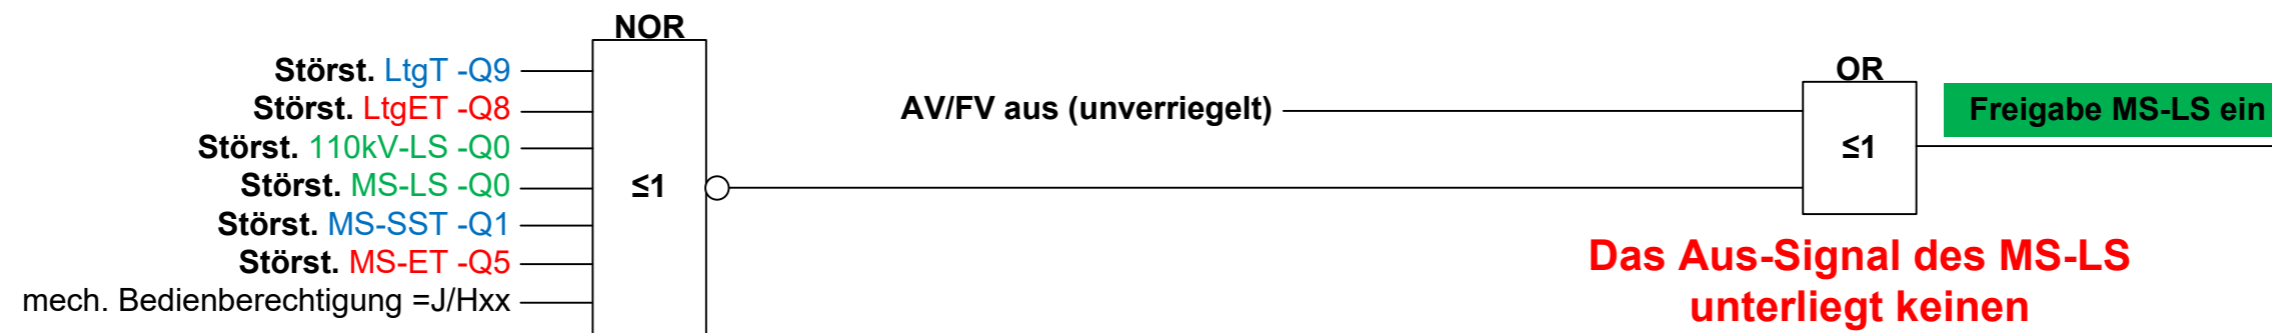 NOR
Störst. LtgT -Q9
Störst. LtgET -Q8
Störst. 110kV-LS -Q0
Störst. MS-LS -Q0
Störst. MS-SST -Q1
Störst. MS-ET -Q5
mech. Bedienberechtigung =J/Hxx
≤1
AV/FV aus (unverriegelt)
OR
≤1
Freigabe MS-LS ein
Das Aus-Signal des MS-LS
unterliegt keinen